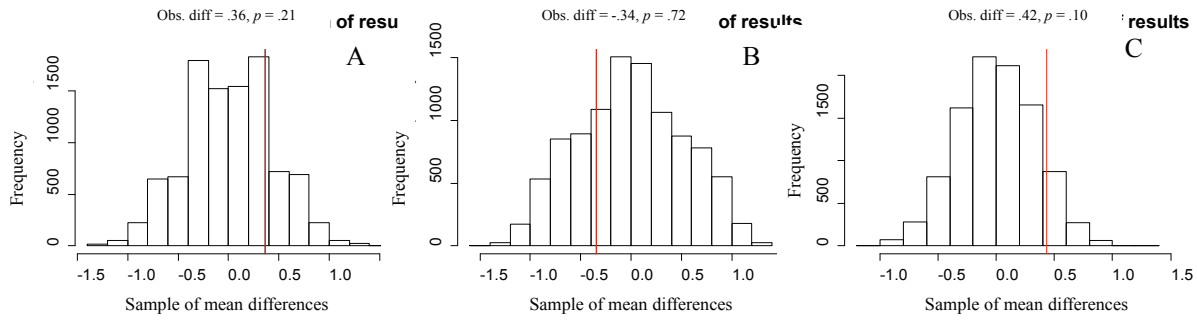 Obs. diff = .36, p = .21
of resu
A
Frequency
0
500
1000
1500
-1.5
-1.0
-0.5
0.0
0.5
1.0
Sample of mean differences
Obs. diff = -.34, p = .72
of resu
B
Frequency
0
500
1000
1500
-1.5
-1.0
-0.5
0.0
0.5
1.0
Sample of mean differences
Obs. diff = .42, p = .10
results
C
Frequency
0
500
1500
-1.0
-0.5
0.0
0.5
1.0
1.5
Sample of mean differences